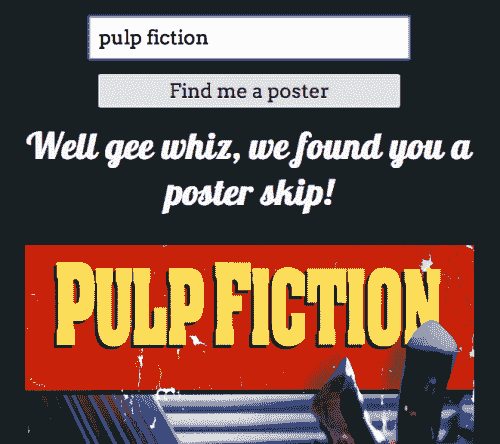 pulp fiction
Find me a poster
Well gee whiz, we found you a
poster skip!
PULP FICTION